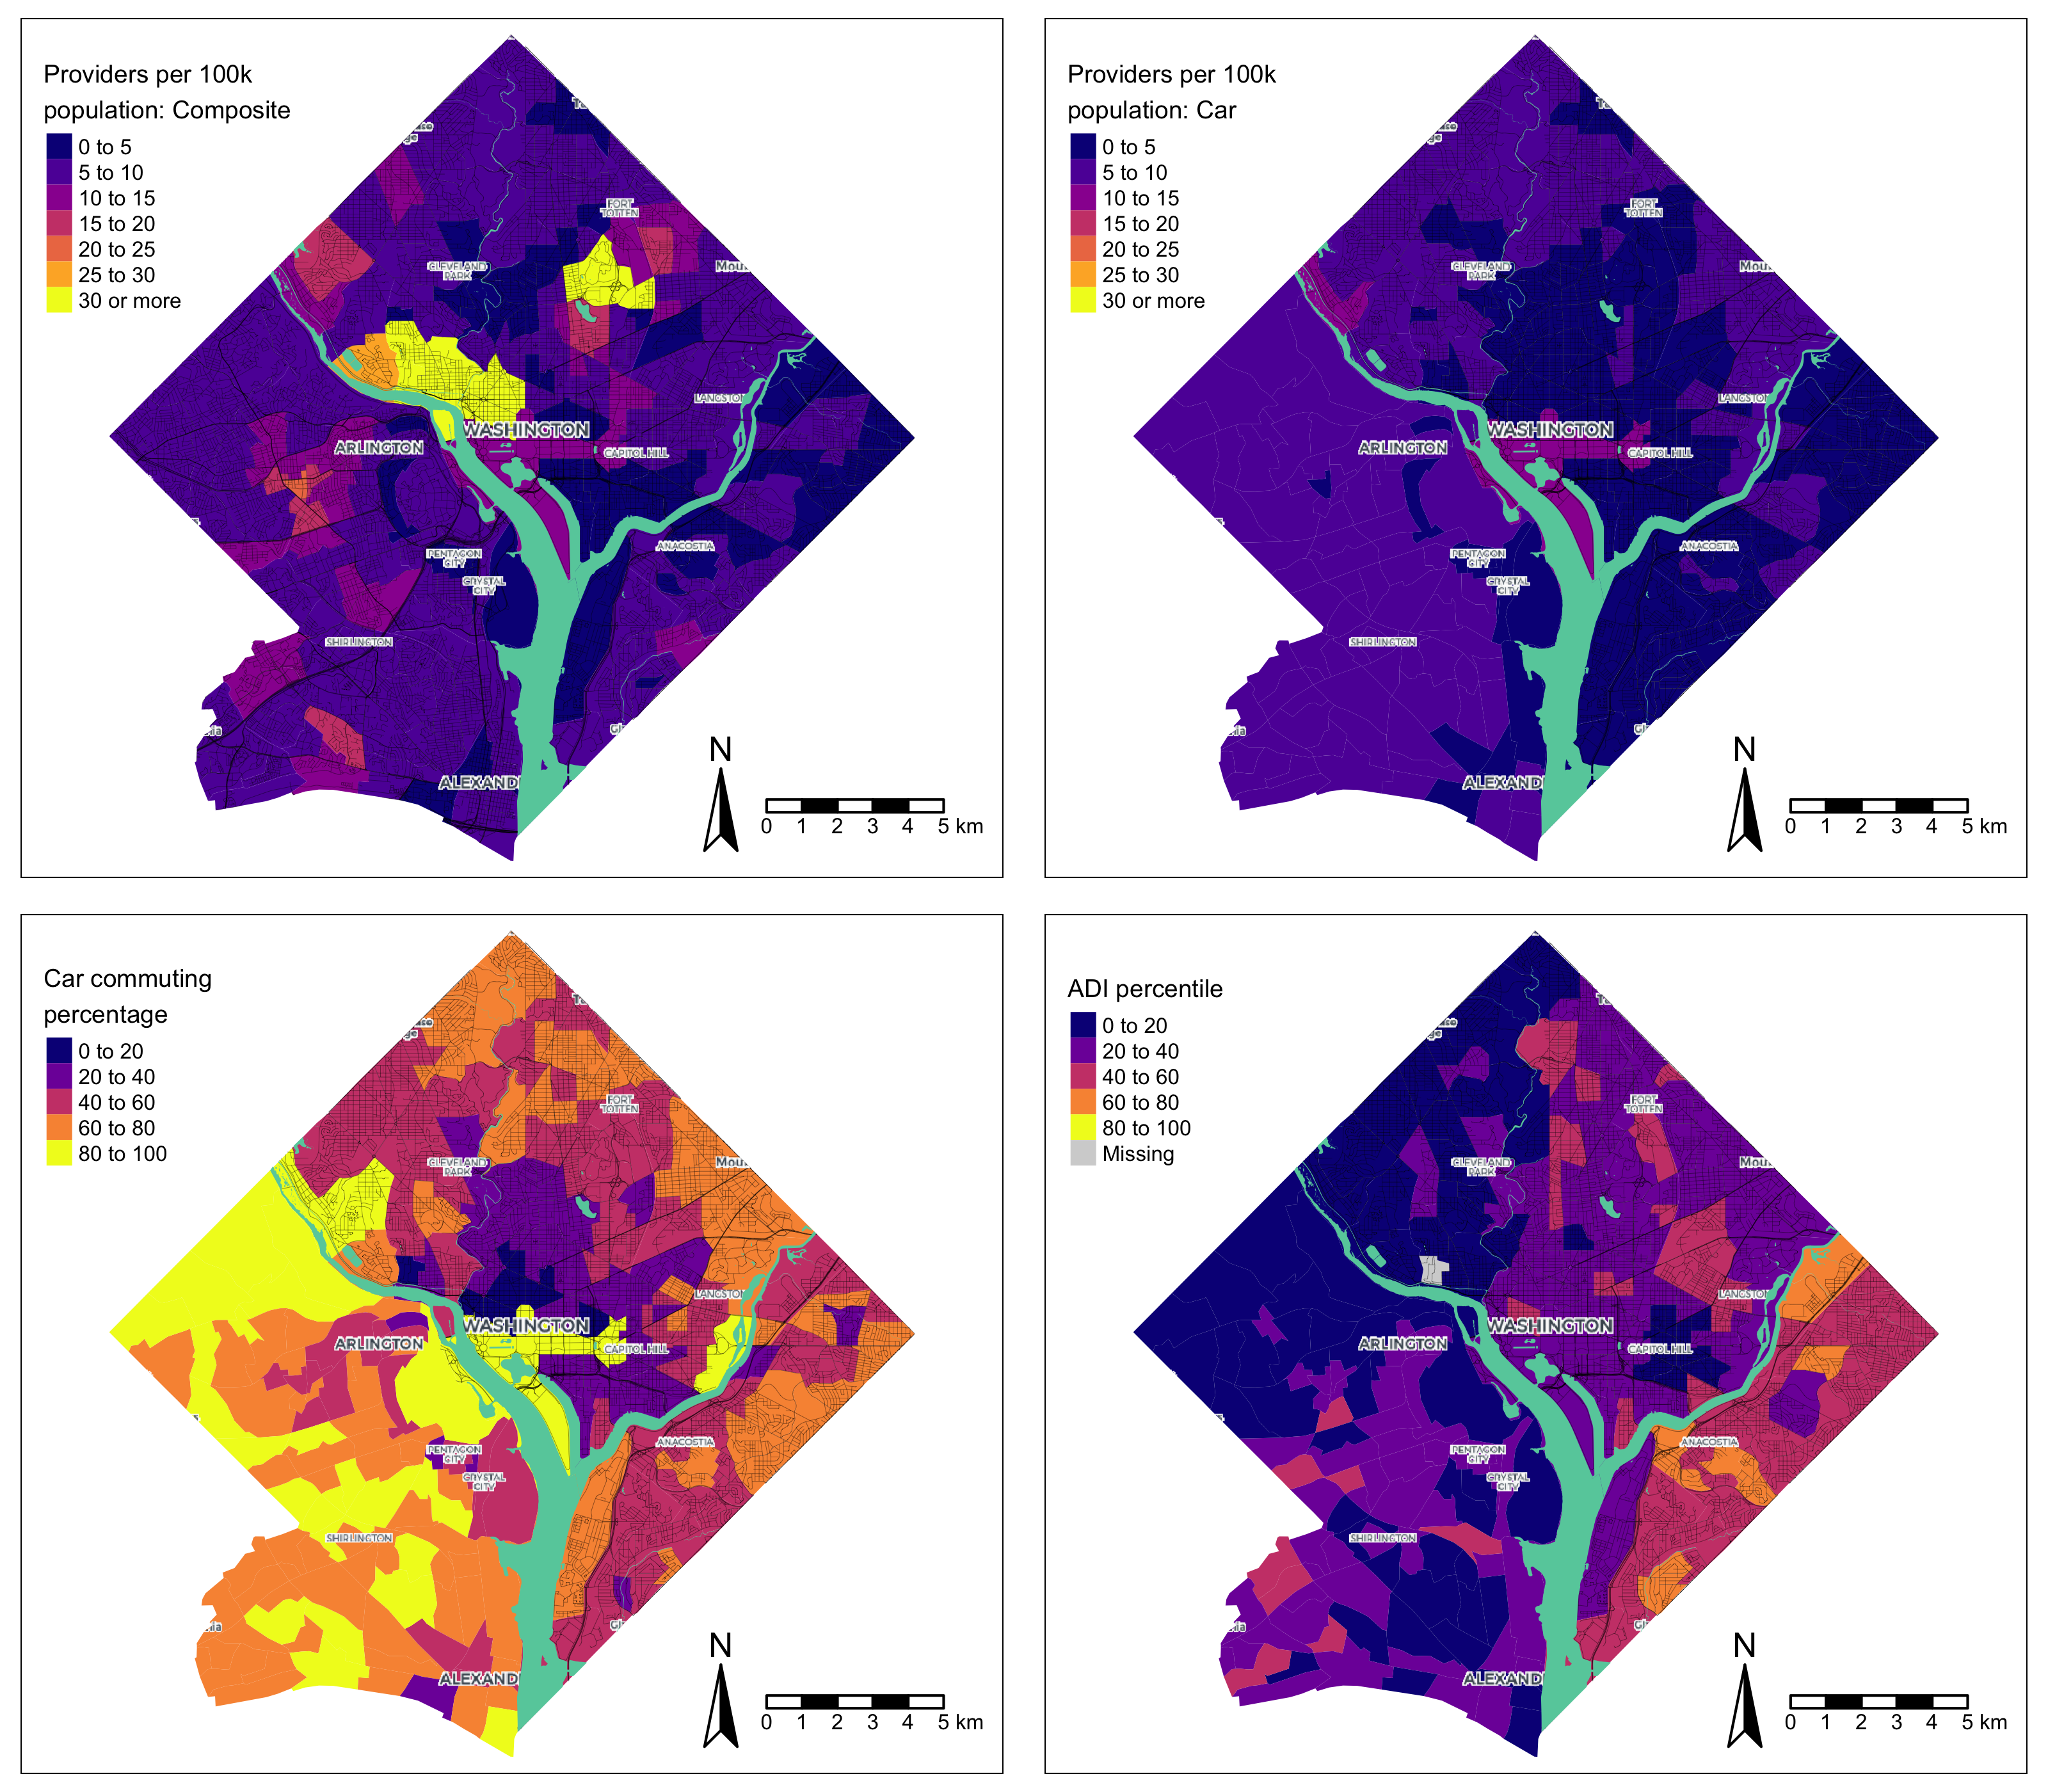 Providers per 100k
population: Composite
0 to 5
5 to 10
10 to 15
15 to 20
20 to 25
25 to 30
30 or more
FORT
TOTTEN
CLEVELAND
PARK
Mou
LANGSTO
WASHINGTON
ARLINGTON
CAPITOL HILL
PENTAGON
CITY
ANACOSTIA
CRYSTAL
CITY
SHIRLINGTON
ALEXAND
N
0 1 2 3 4 5 km
Providers per 100k
population: Car
0 to 5
5 to 10
10 to 15
15 to 20
20 to 25
25 to 30
30 or more
FORT
TOTTEN
CLEVELAND
PARK
Mou
LANGSTO
WASHINGTON
ARLINGTON
CAPITOL HILL
PENTAGON
CITY
ANACOSTIA
CRYSTAL
CITY
SHIRLINGTON
ALEXAND
N
0 1 2 3 4 5 km
Car commuting
percentage
0 to 20
20 to 40
40 to 60
60 to 80
80 to 100
FORT
TOTTEN
CLEVELAND
PARK
Mou
LANGSTO
WASHINGTON
ARLINGTON
CAPITOL HILL
PENTAGON
CITY
ANACOSTIA
CRYSTAL
CITY
SHIRLINGTON
ALEXAND
N
0 1 2 3 4 5 km
ADI percentile
0 to 20
20 to 40
40 to 60
60 to 80
80 to 100
Missing
FORT
TOTTEN
CLEVELAND
PARK
Mou
LANGSTO
WASHINGTON
ARLINGTON
CAPITOL HILL
PENTAGON
CITY
ANACOSTIA
CRYSTAL
CITY
SHIRLINGTON
ALEXAND
N
0 1 2 3 4 5 km